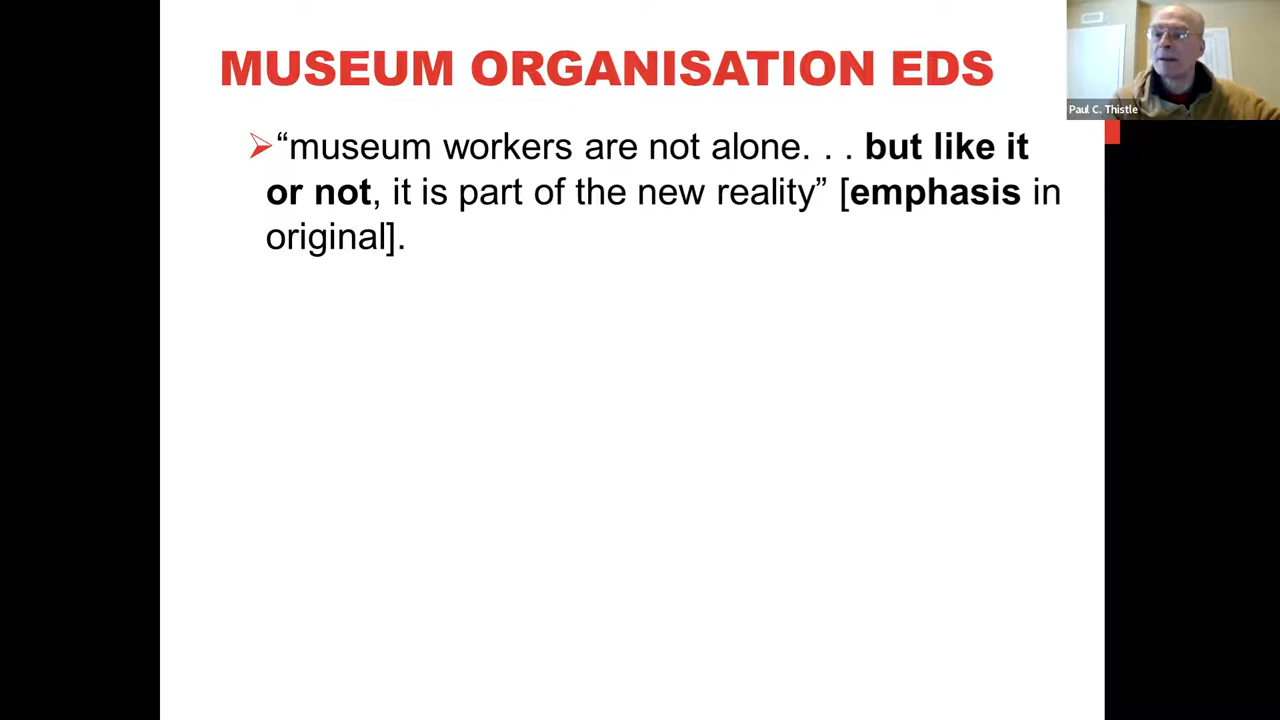 MUSEUM ORGANISATION EDS
Paul C. Thistle
“museum workers are not alone. . . but like it
or not, it is part of the new reality” [emphasis in
original].